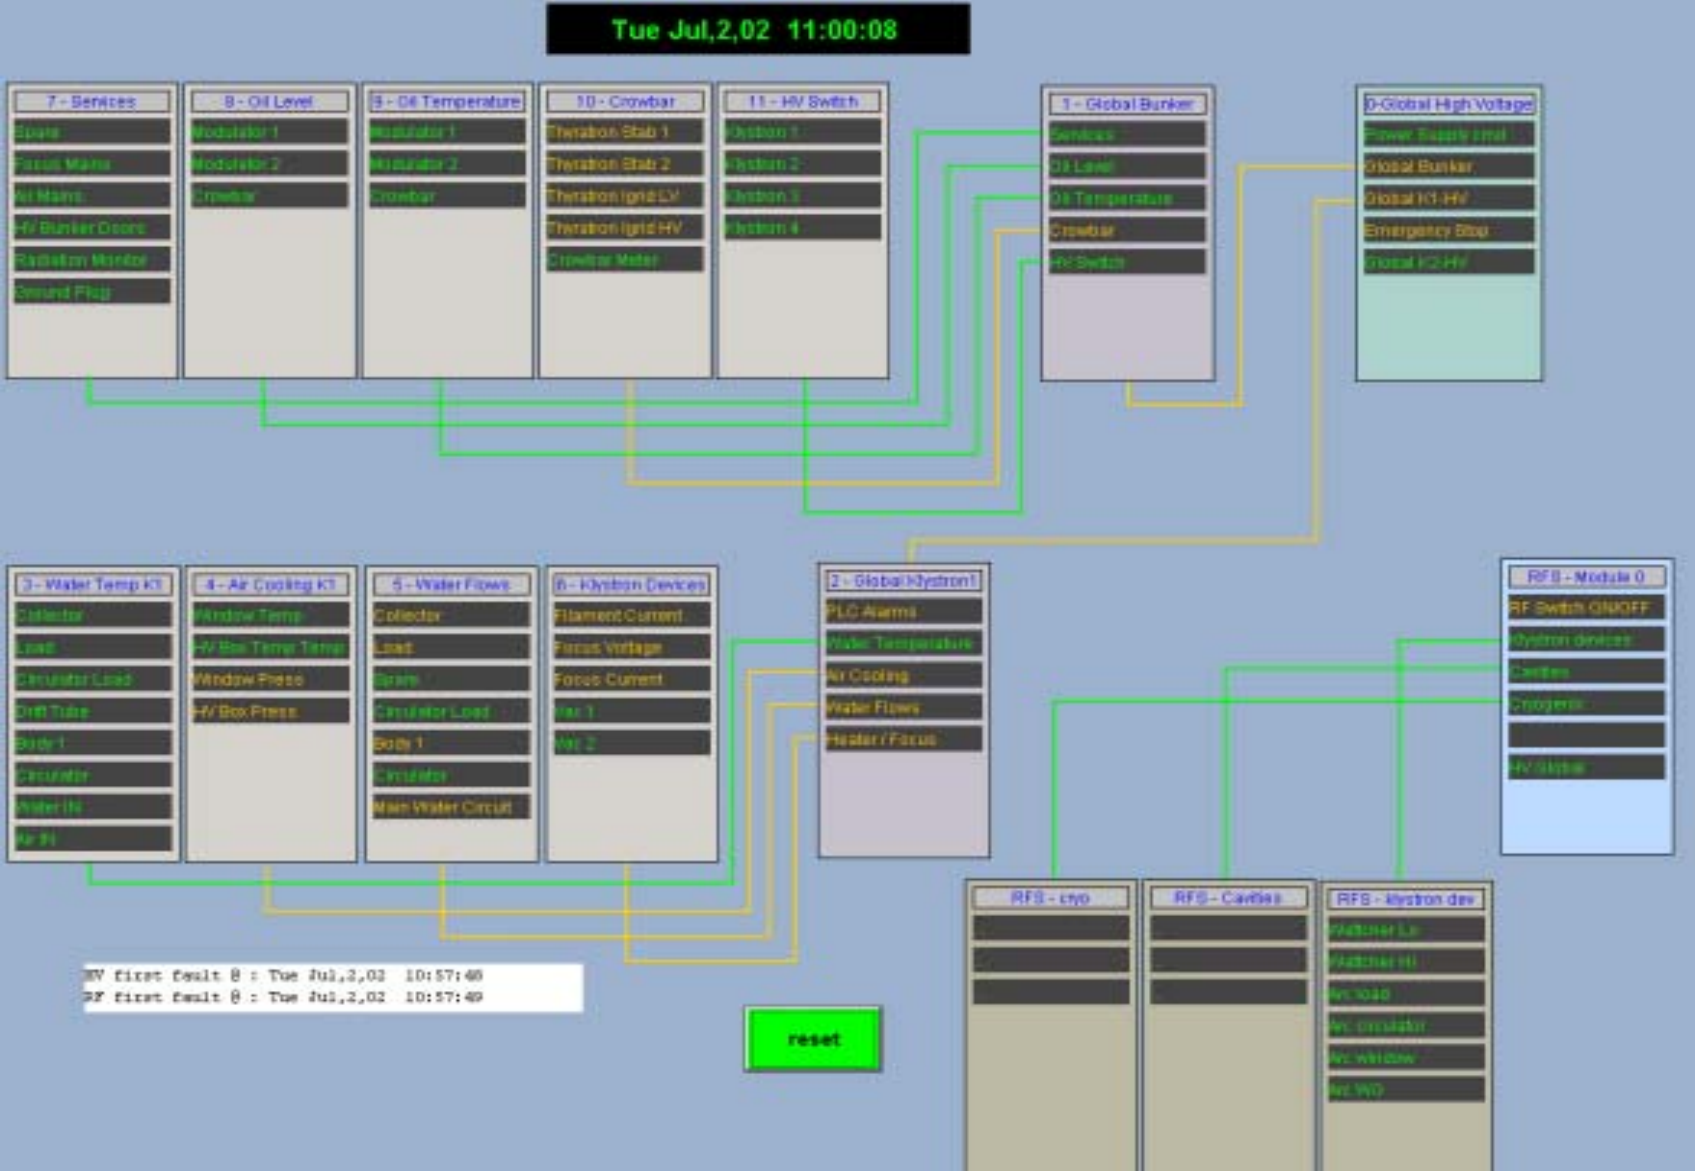 Tue Jul,2,02 11:00:08
7 - Services
Spare
Focus Mains
Air Mains
HV Bunker Doors
Radiation Monitor
Ground Plug
8 - Oil Level
Modulator 1
Modulator 2
Crowbar
9 - Oil Temperature
Modulator 1
Modulator 2
Crowbar
10 - Crowbar
Thyratron Stab 1
Thyratron Stab 2
Thyratron Igrid LV
Thyratron Igrid HV
Crowbar Meter
11 - HV Switch
Klystron 1
Klystron 2
Klystron 3
Klystron 4
1 - Global Bunker
Services
Oil Level
Oil Temperature
Crowbar
HV Switch
0-Global High Voltage
Power Supply cmd
Global Bunker
Global K1-HV
Emergency Stop
Global K2-HV
3 - Water Temp K1
Collector
Load
Circulator Load
Drift Tube
Body 1
Circulator
Water IN
Air IN
4 - Air Cooling K1
Window Temp
HV Box Temp Temp
Window Press
HV Box Press
5 - Water Flows
Collector
Load
Spare
Circulator Load
Body 1
Circulator
Main Water Circuit
6 - Klystron Devices
Filament Current
Focus Voltage
Focus Current
Vac 1
Vac 2
2 - Global Klystron1
PLC Alarms
Water Temperature
Air Cooling
Water Flows
Heater / Focus
RFS - Module 0
RF Switch ON/OFF
Klystron devices
Cavities
Cryogenic
HV Global
RFS - cryo
RFS - Cavities
RFS - klystron dev
Wattcher Lo
Wattcher Hi
Arc load
Arc circulator
Arc window
Arc WG
HV first fault @ : Tue Jul,2,02 10:57:48
RF first fault @ : Tue Jul,2,02 10:57:49
reset